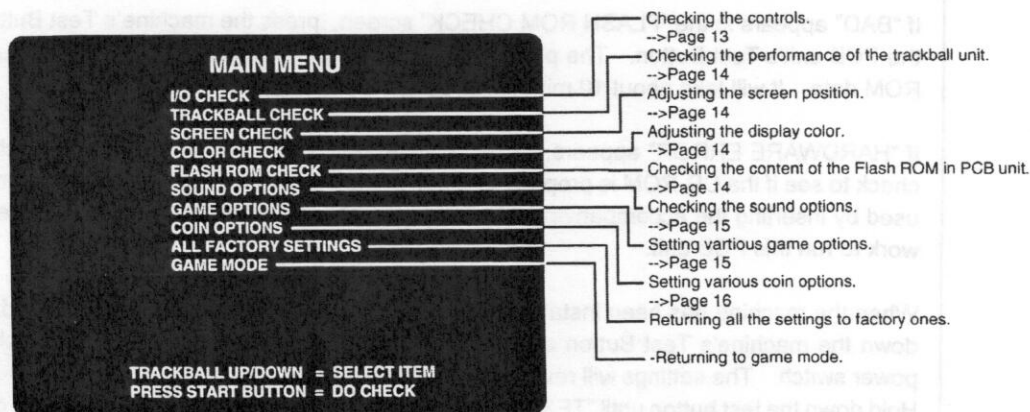 MAIN MENU
I/O CHECK
TRACKBALL CHECK
SCREEN CHECK
COLOR CHECK
FLASH ROM CHECK
SOUND OPTIONS
GAME OPTIONS
COIN OPTIONS
ALL FACTORY SETTINGS
GAME MODE
TRACKBALL UP/DOWN = SELECT ITEM
PRESS START BUTTON = DO CHECK
Checking the controls.
-->Page 13
Checking the performance of the trackball unit.
-->Page 14
Adjusting the screen position.
-->Page 14
Adjusting the display color.
-->Page 14
Checking the content of the Flash ROM in PCB unit.
-->Page 14
Checking the sound options.
-->Page 15
Setting vartious game options.
-->Page 15
Setting various coin options.
-->Page 16
Returning all the settings to factory ones.
-Returning to game mode.